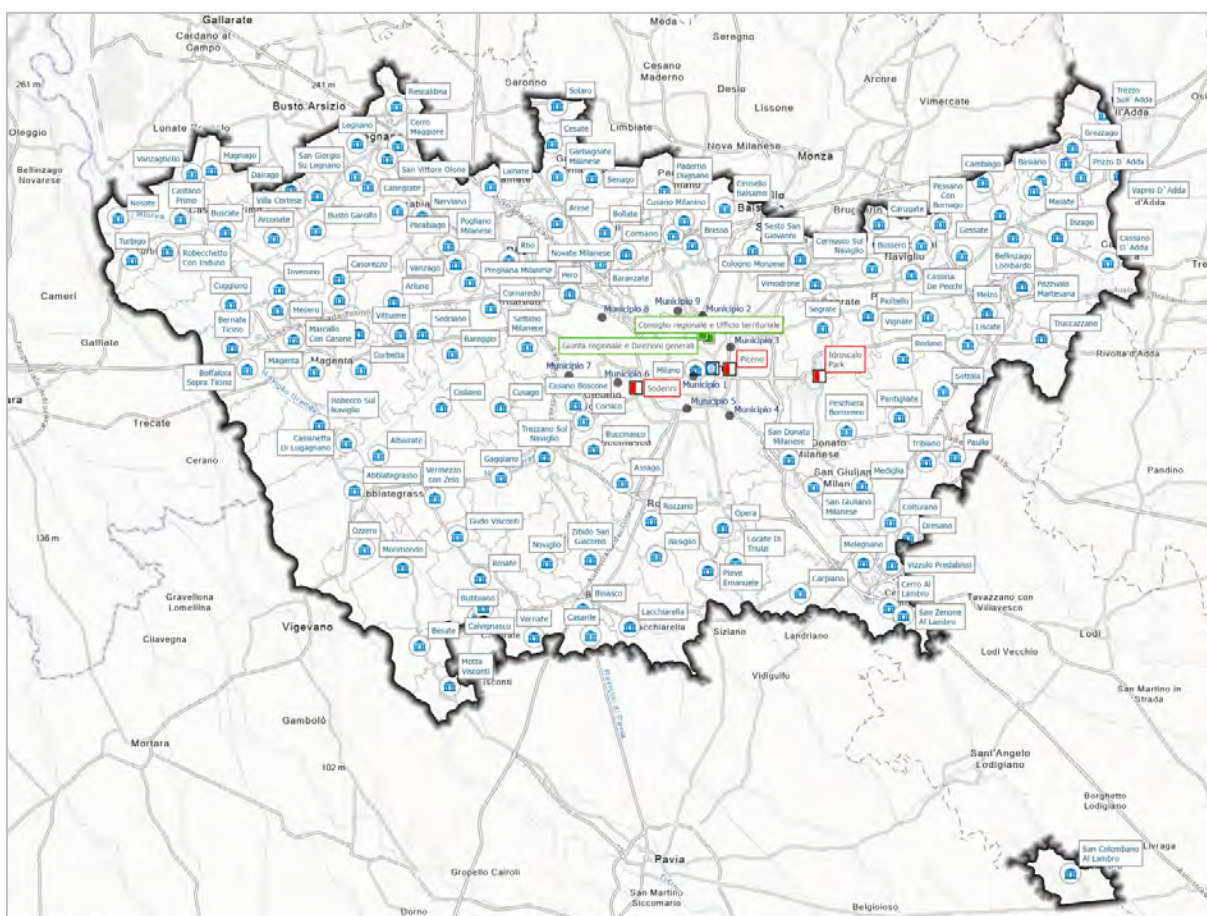 Gallarate
Cardano al
Campo
Meda
Seregno
Cesano
Maderno
Desio
Arcore
Saronno
Lissone
Vimercate
261 m
241 m
Busto Arsizio
Limbiate
Nova Milanese
Monza
Oleggio
Bellinzago
Novarese
Rescaldina
Cerro
Maggiore
Legnano
San Giorgio
Su Legnano
San Vittore Olona
Solaro
Cesate
Garbagnate
Milanese
Senago
Lainate
Paderno
Dugnano
Cinisello
Balsamo
Cusano Milanino
Trezzo
Sull`Adda
Grezzago
Pozzo D`Adda
Vaprio D`Adda
Basiano
Masate
Cambiago
Vanzaghello
Magnago
Dairago
Villa Cortese
Canegrate
Nosate
Castano
Primo
Buscate
Arconate
Busto Garolfo
Parabiago
Nerviano
Pogliano
Milanese
Arese
Bollate
Cormano
Bresso
Sesto San
Giovanni
Cernusco Sul
Naviglio
Carugate
Bussero
Pessano
Con Bornago
Gessate
Inzago
Cassano
D`Adda
Bellinzago
Lombardo
Turbigo
Robecchetto
Con Induno
Inveruno
Casorezzo
Vanzago
Rho
Pregnana Milanese
Novate Milanese
Pero
Baranzate
Cologno Monzese
Vimodrone
Cassina
De Pecchi
Pozzuolo
Martesana
Cameri
Cuggiono
Mesero
Arluno
Cornaredo
Settimo
Milanese
Sedriano
Vittuone
Bareggio
Bernate
Ticino
Marcallo
Con Casone
Magenta
Magenta
Corbetta
Boffalora
Sopra Ticino
Galliate
Municipio 8
Municipio 9
Municipio 2
Consiglio regionale e Ufficio territoriale
Giunta regionale e Direzioni generali
Municipio 3
Municipio 7
Municipio 6
Milano
Piceno
Soderini
Municipio 1
Municipio 5
Municipio 4
Idroscalo
Park
Segrate
Pioltello
Vignate
Melzo
Liscate
Truccazzano
Rodano
Settala
Rivolta d'Adda
Pantigliate
Peschiera
Borromeo
Tribiano
Paullo
Mediglia
San Donato
Milanese
San Giuliano
Milanese
Trecate
Cerano
Robecco Sul
Naviglio
Cassinetta
Di Lugagnano
Albairate
Cisliano
Cusago
Cesano Boscone
Corsico
Buccinasco
Trezzano Sul
Naviglio
Gaggiano
Assago
Abbiategrasso
Vermezzo
con Zelo
Pandino
136 m
Ozzero
Morimondo
Gudo Visconti
Noviglio
Zibido San
Giacomo
Rozzano
Basiglio
Opera
Locate Di
Triulzi
Pieve
Emanuele
Carpiano
Melegnano
Colturano
Dresano
Vizzolo Predabissi
Cerro Al
Lambro
San Zenone
Al Lambro
Rosate
Bubbiano
Calvignasco
Vernate
Binasco
Casarile
Lacchiarella
Besate
Motta
Visconti
Gravellona
Lomellina
Cilavegna
Vigevano
Siziano
Landriano
Vidigulfo
Tavazzano con
Villavesco
Lodi
Lodi Vecchio
San Martino in
Strada
Naviglio di Pavia
Gambolò
Mortara
102 m
Sant'Angelo
Lodigiano
Borghetto
Lodigiano
Livraga
San Colombano
Al Lambro
Pavia
Gropello Cairoli
San Martino
Siccomario
Dorno
Belgioioso